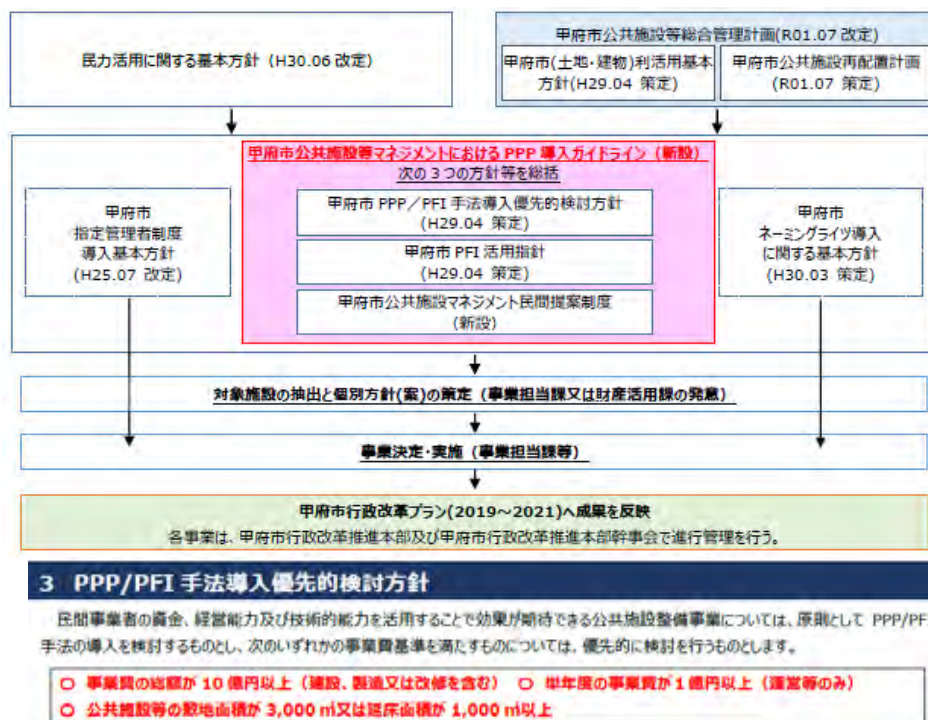 民力活用に関する基本方針（H30.06 改定）
甲府市公共施設等総合管理計画(R01.07 改定)
甲府市(土地・建物)利活用基本
方針(H29.04 策定)
甲府市公共施設再配置計画
(R01.07 策定)
甲府市公共施設等マネジメントにおける PPP 導入ガイドライン（新設）
次の３つの方針等を総括
甲府市
指定管理者制度
導入基本方針
(H25.07 改定)
甲府市 PPP／PFI 手法導入優先的検討方針
(H29.04 策定)
甲府市 PFI 活用指針
(H29.04 策定)
甲府市公共施設マネジメント民間提案制度
(新設)
甲府市
ネーミングライツ導入
に関する基本方針
(H30.03 策定)
対象施設の抽出と個別方針(案)の策定（事業担当課又は財産活用課の発意）
事業決定・実施（事業担当課等）
甲府市行政改革プラン(2019～2021)へ成果を反映
各事業は、甲府市行政改革推進本部及び甲府市行政改革推進本部幹事会で進行管理を行う。
3 PPP/PFI 手法導入優先的検討方針
民間事業者の資金、経営能力及び技術的能力を活用することで効果が期待できる公共施設整備事業については、原則として PPP/PF
手法の導入を検討するものとし、次のいずれかの事業費基準を満たすものについては、優先的に検討を行うものとします。
○ 事業費の総額が 10 億円以上（建設、製造又は改修を含む） ○ 単年度の事業費が１億円以上（運営等のみ）
○ 公共施設等の敷地面積が 3,000 ㎡又は延床面積が 1,000 ㎡以上